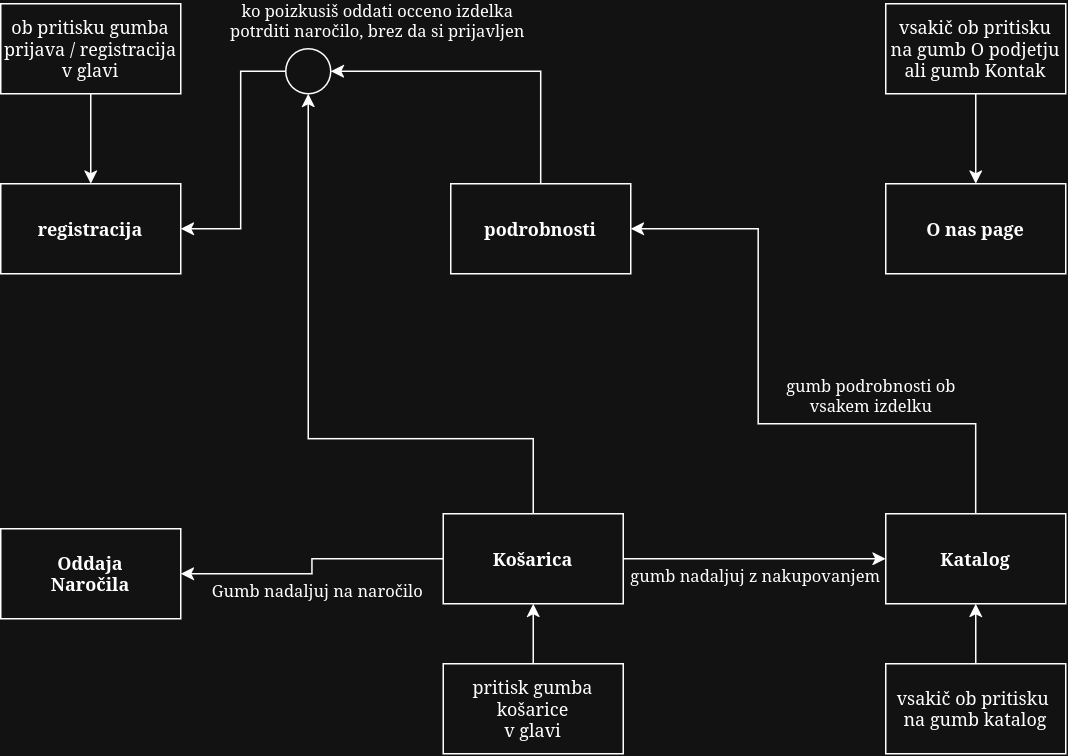 ob pritisku gumba
prijava / registracija
v glavi
ko poizkusiš oddati occeno izdelka
potrditi naročilo, brez da si prijavljen
vsakič ob pritisku
na gumb O podjetju
ali gumb Kontak
registracija
podrobnosti
O nas page
gumb podrobnosti ob
vsakem izdelku
Oddaja
Naročila
Gumb nadaljuj na naročilo
Košarica
gumb nadaljuj z nakupovanjem
Katalog
pritisk gumba
košarice
v glavi
vsakič ob pritisku
na gumb katalog